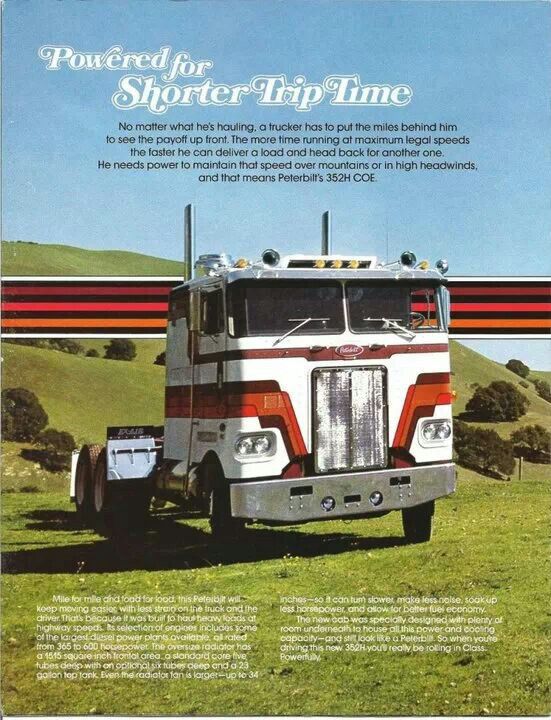 Powered for
Shorter Trip Time
No matter what he's hauling, a trucker has to put the miles behind him
to see the payoff up front. The more time running at maximum legal speeds
the faster he can deliver a load and head back for another one.
He needs power to maintain that speed over mountains or in high headwinds,
and that means Peterbilt's 352H COE.
Peterbilt
Mile for mile and load for load, this Peterbilt will
keep moving easier, with less strain on the truck and the
driver. That's because it was built to haul heavy loads at
highway speeds. Its selection of engines includes some
of the largest diesel power plants available, all rated
from 365 to 600 horsepower. The oversize radiator has
a 1515 square inch frontal area, a standard core five
tubes deep with an optional six tubes deep and a 23
gallon top tank. Even the radiator fan is larger—up to 34
inches—so it can turn slower, make less noise, soak up
less horsepower, and allow for better fuel economy.
The new cab was specially designed with plenty of
room underneath to house all this power and cooling
capacity—and still look like a Peterbilt. So when you're
driving this new 352H you'll really be rolling in Class.
Powerfully.